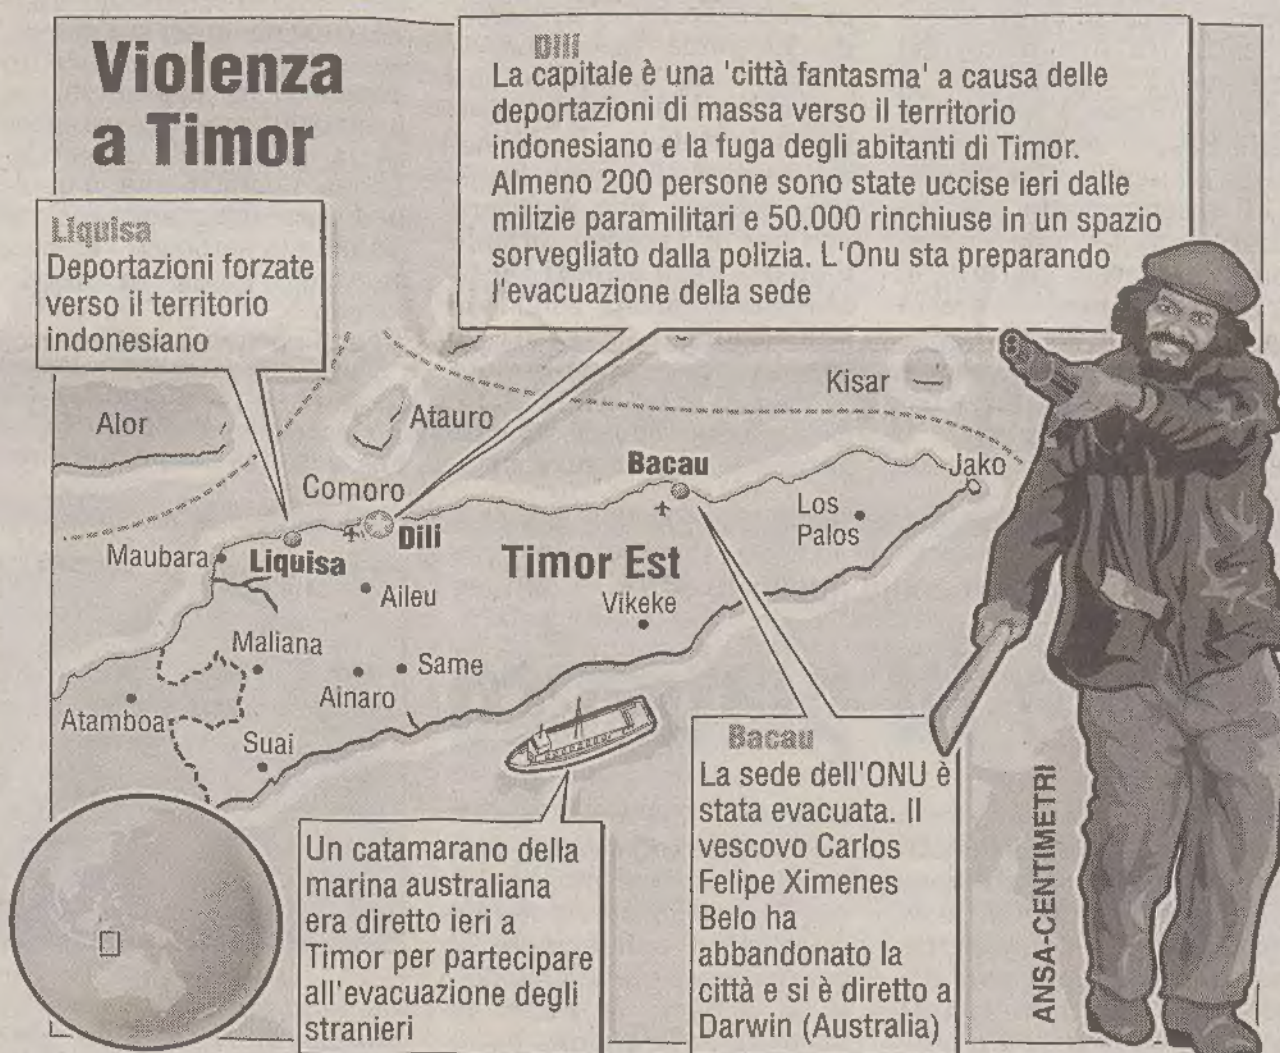 Violenza
a Timor
Dili
La capitale è una 'città fantasma' a causa delle
deportazioni di massa verso il territorio
indonesiano e la fuga degli abitanti di Timor.
Almeno 200 persone sono state uccise ieri dalle
milizie paramilitari e 50.000 rinchiuse in un spazio
sorvegliato dalla polizia. L'Onu sta preparando
l'evacuazione della sede
Liquisa
Deportazioni forzate
verso il territorio
indonesiano
Kisar
Alor
Atauro
Bacau
Jako
Comoro
Los
Palos
Dili
Maubara
Liquisa
Timor Est
Aileu
Vikeke
Maliana
Same
Ainaro
Atamboa
Suai
Bacau
La sede dell'ONU è
stata evacuata. Il
vescovo Carlos
Felipe Ximenes
Belo ha
abbandonato la
città e si è diretto a
Darwin (Australia)
Un catamarano della
marina australiana
era diretto ieri a
Timor per partecipare
all'evacuazione degli
stranieri
ANSA-CENTIMETRI